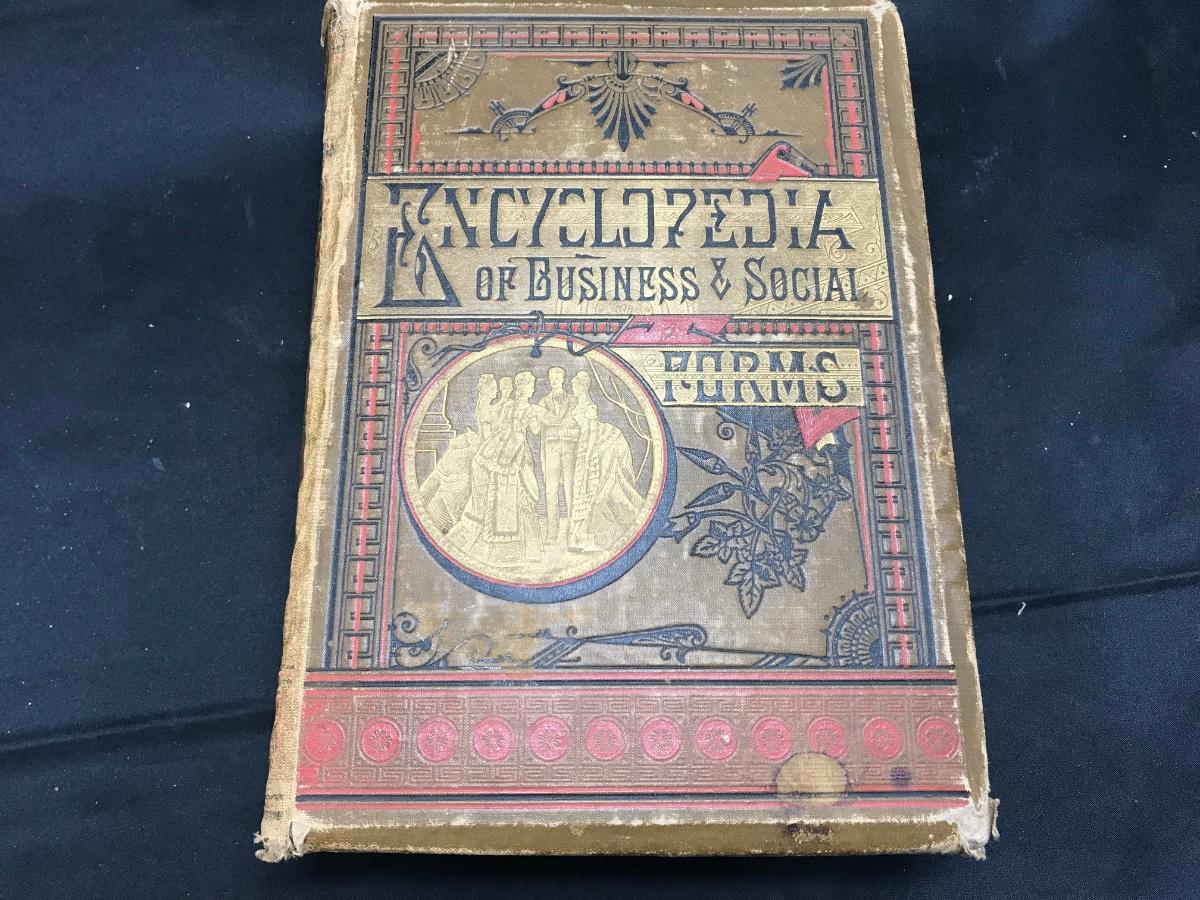 ENCYCLOPEDIA
OF BUSINESS & SOCIAL
FORMS